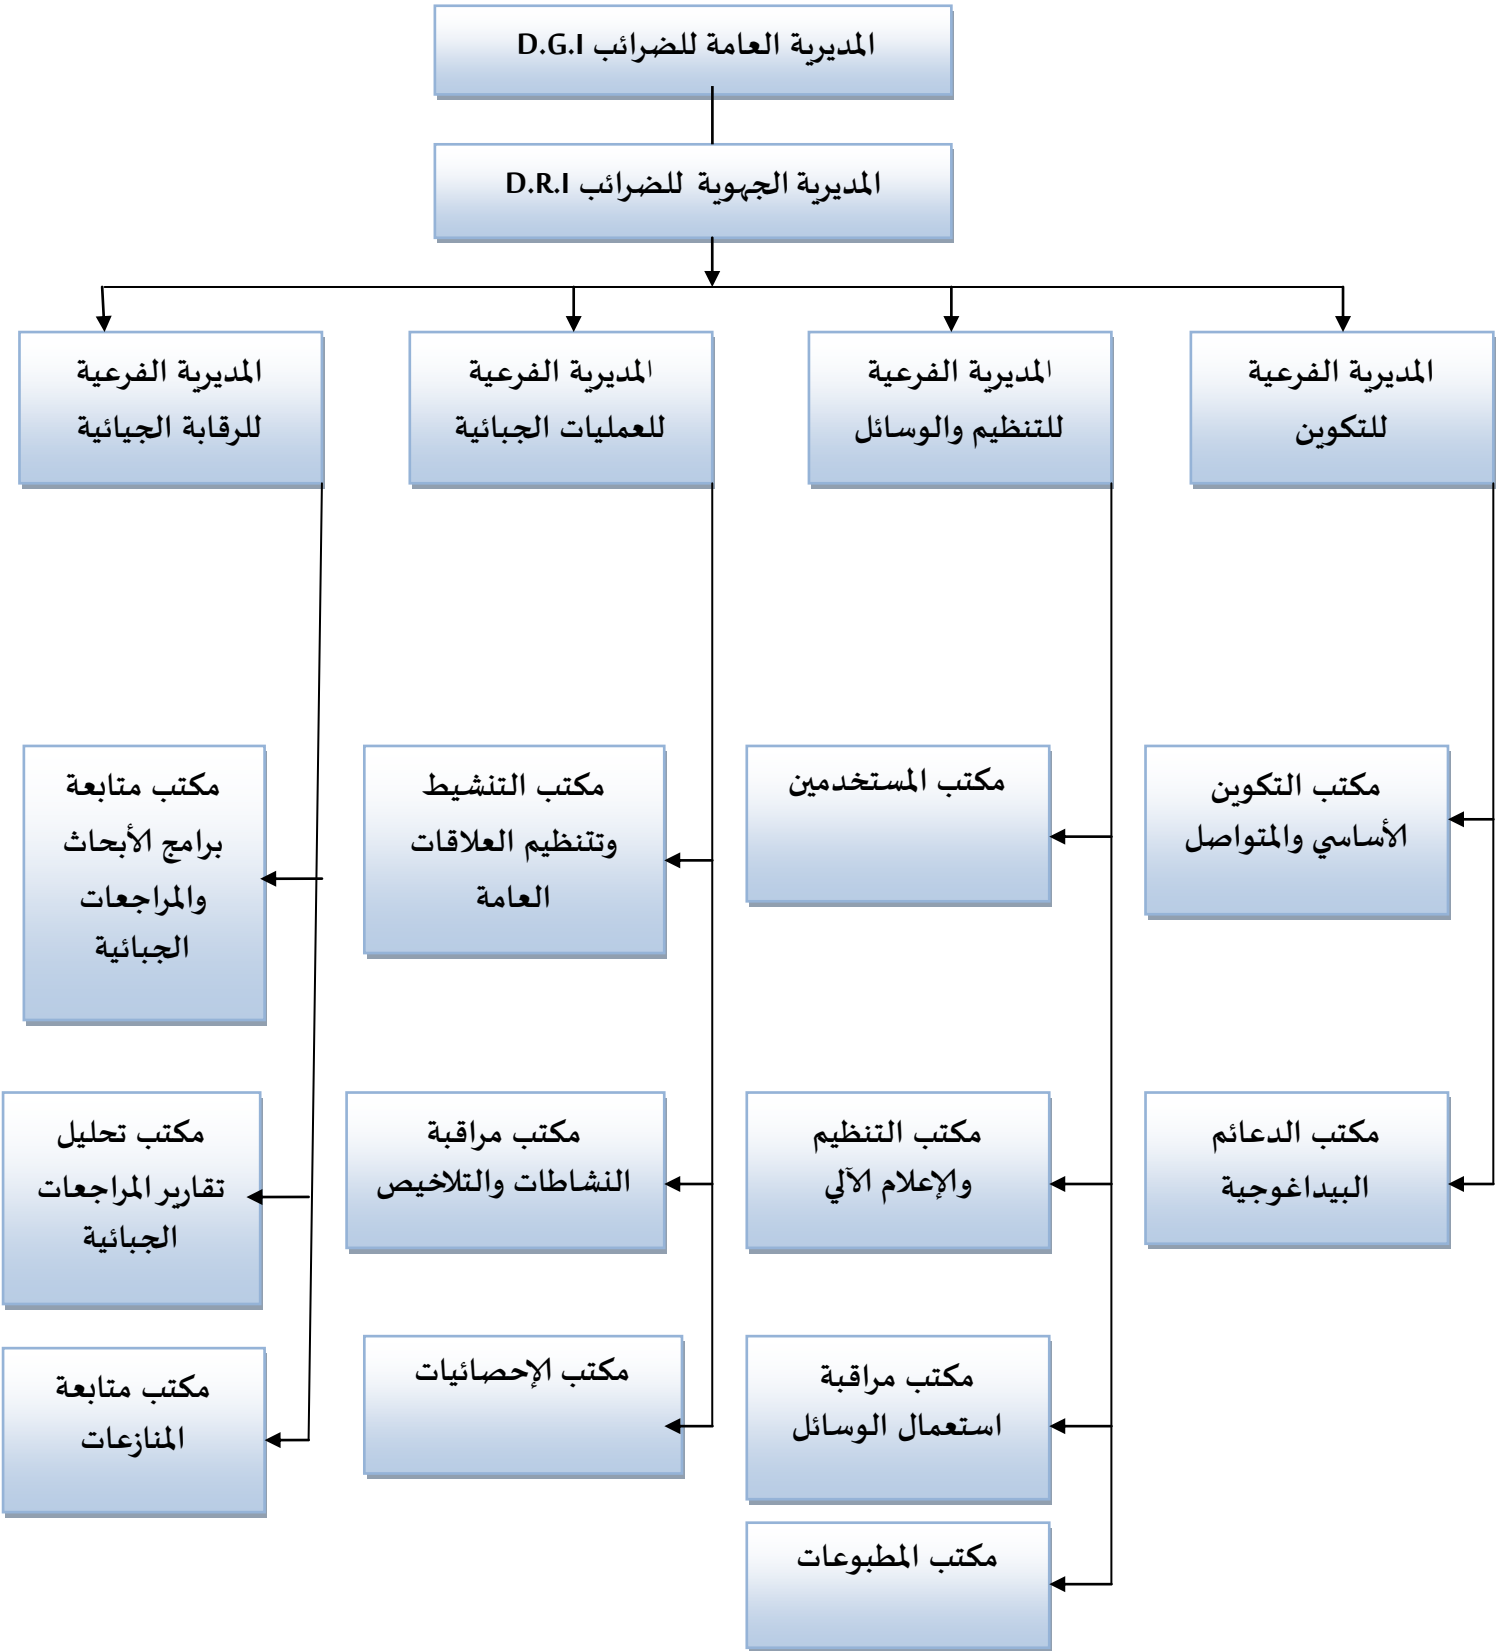 المديرية العامة للضرائب D.G.I
المديرية الجهوية للضرائب D.R.I
المديرية الفرعية
للتكوين
المديرية الفرعية
للتنظيم والوسائل
المديرية الفرعية
للعمليات الجبائية
المديرية الفرعية
للرقابة الجيائية
مكتب التكوين
الأساسي والمتواصل
مكتب المستخدمين
مكتب التنشيط
وتتنظيم العلاقات
العامة
مكتب متابعة
برامج الأبحاث
والمراجعات
الجبائية
مكتب الدعائم
البيداغوجية
مكتب التنظيم
والإعلام الآلي
مكتب مراقبة
النشاطات والتلاخيص
مكتب تحليل
تقارير المراجعات
الجبائية
مكتب مراقبة
استعمال الوسائل
مكتب الإحصائيات
مكتب متابعة
المنازعات
مكتب المطبوعات